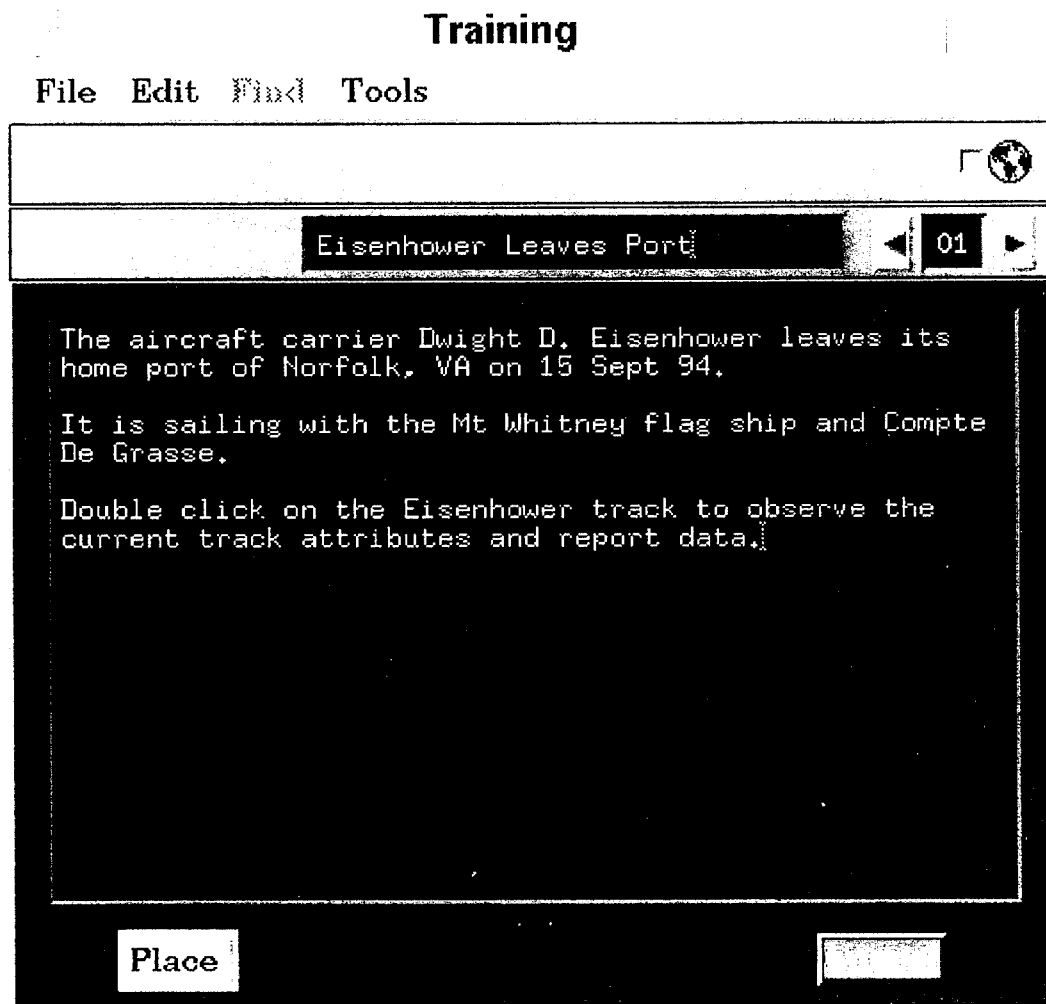 Training
File Edit Find Tools
Eisenhower Leaves Port
01
The aircraft carrier Dwight D. Eisenhower leaves its
home port of Norfolk, VA on 15 Sept 94.
It is sailing with the Mt Whitney flag ship and Compte
De Grasse.
Double click on the Eisenhower track to observe the
current track attributes and report data.
Place